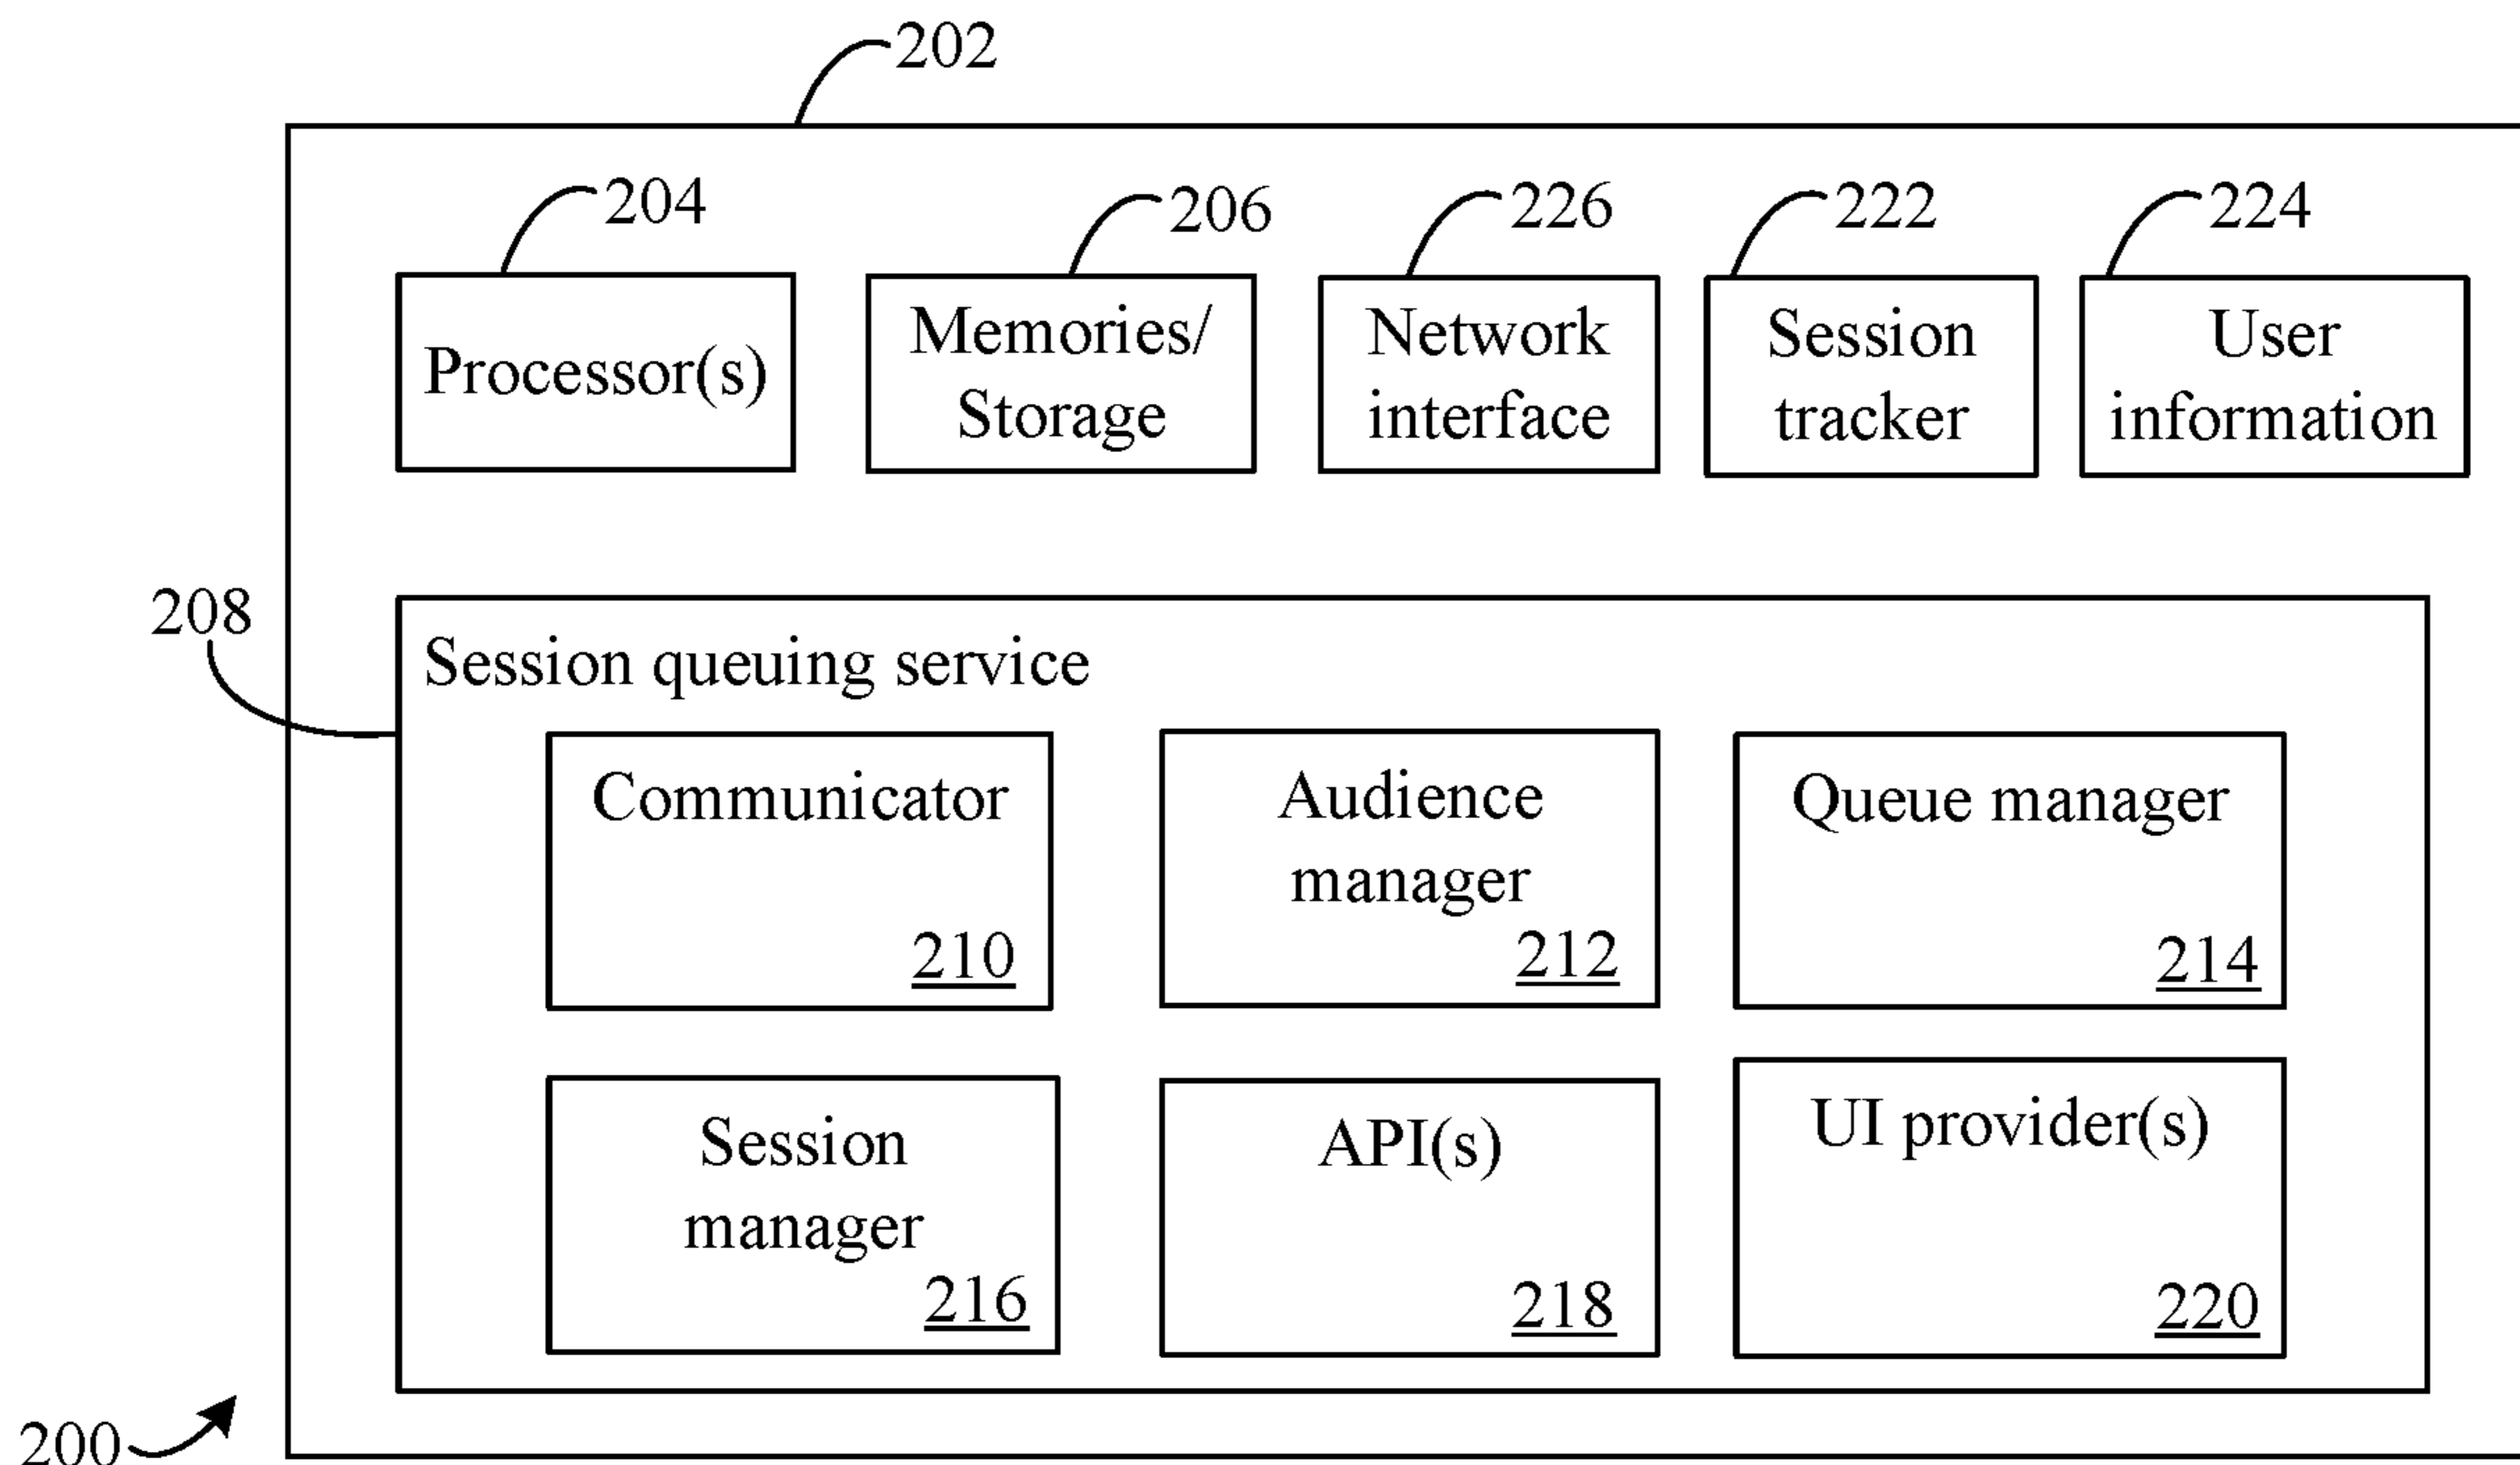 202
204
206
226
222
224
Processor(s)
Memories/
Storage
Network
interface
Session
tracker
User
information
208
Session queuing service
Communicator
210
Audience
manager
212
Queue manager
214
Session
manager
216
API(s)
218
UI provider(s)
220
200